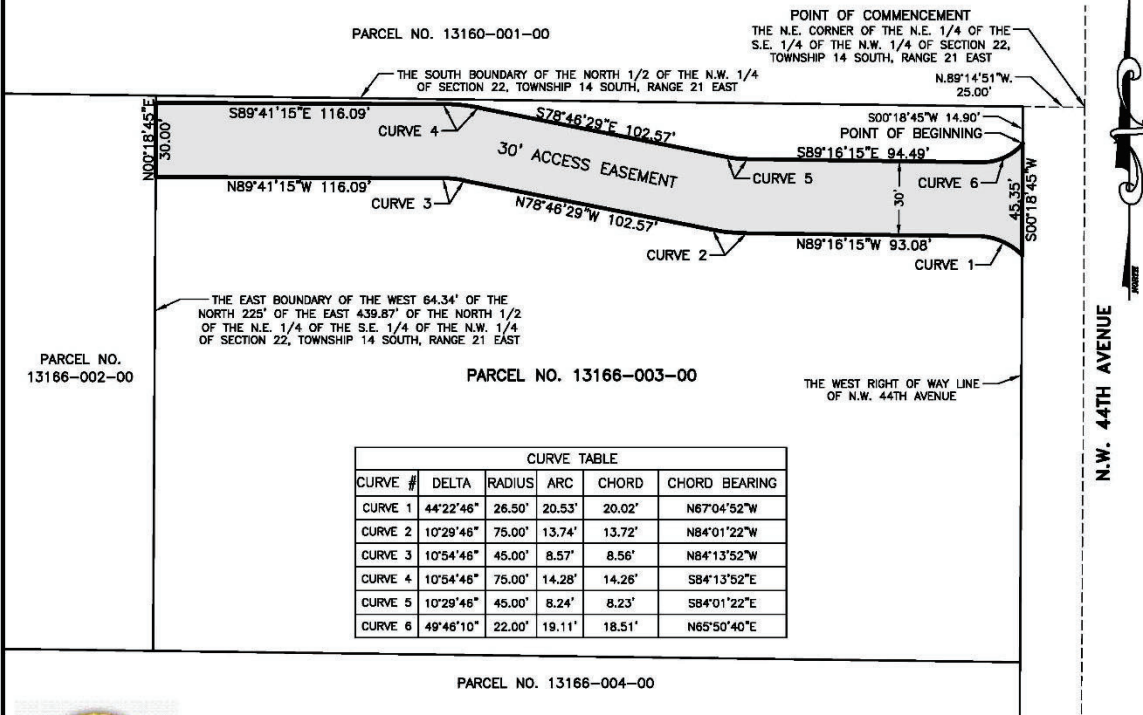 PARCEL NO. 13160-001-00
POINT OF COMMENCEMENT
THE N.E. CORNER OF THE N.E. 1/4 OF THE
S.E. 1/4 OF THE N.W. 1/4 OF SECTION 22,
TOWNSHIP 14 SOUTH, RANGE 21 EAST
THE SOUTH BOUNDARY OF THE NORTH 1/2 OF THE N.W. 1/4
OF SECTION 22, TOWNSHIP 14 SOUTH, RANGE 21 EAST
N.89°14'51"W.
25.00'
S00°18'45"W 14.90'
POINT OF BEGINNING
N00°18'45"E
30.00'
S89°41'15"E 116.09'
CURVE 4
S78°46'29"E 102.57'
30' ACCESS EASEMENT
S89°16'15"E 94.49'
CURVE 5
CURVE 6
30'
45.35'
S00°18'45"W
N89°41'15"W 116.09'
CURVE 3
N78°46'29"W 102.57'
CURVE 2
N89°16'15"W 93.08'
CURVE 1
NORTH
THE EAST BOUNDARY OF THE WEST 64.34' OF THE
NORTH 225' OF THE EAST 439.87' OF THE NORTH 1/2
OF THE N.E. 1/4 OF THE S.E. 1/4 OF THE N.W. 1/4
OF SECTION 22, TOWNSHIP 14 SOUTH, RANGE 21 EAST
PARCEL NO.
13166-002-00
PARCEL NO. 13166-003-00
THE WEST RIGHT OF WAY LINE
OF N.W. 44TH AVENUE
N.W. 44TH AVENUE
CURVE TABLE
CURVE # DELTA RADIUS ARC CHORD CHORD BEARING
CURVE 1 44°22'46" 26.50' 20.53' 20.02' N67°04'52"W
CURVE 2 10°29'46" 75.00' 13.74' 13.72' N84°01'22"W
CURVE 3 10°54'46" 45.00' 8.57' 8.56' N84°13'52"W
CURVE 4 10°54'46" 75.00' 14.28' 14.26' S84°13'52"E
CURVE 5 10°29'46" 45.00' 8.24' 8.23' S84°01'22"E
CURVE 6 49°46'10" 22.00' 19.11' 18.51' N65°50'40"E
PARCEL NO. 13166-004-00